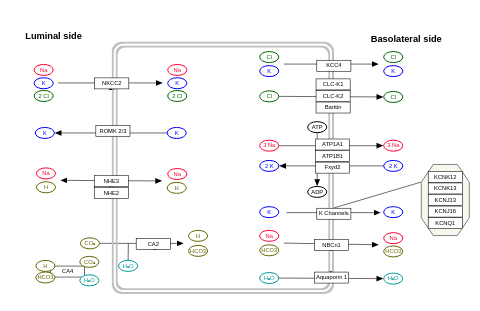 Luminal side
Basolateral side
Na
K
2 Cl
NKCC2
Na
K
2 Cl
Cl
K
KCC4
Cl
K
Cl
CLC-K1
CLC-K2
Barttin
Cl
K
ROMK 2/3
K
ATP
3 Na
2 K
ATP1A1
ATP1B1
Fxyd2
3 Na
2 K
ADP
Na
H
NHE3
NHE2
Na
H
KCNK12
KCNK13
KCNJ13
KCNJ16
KCNQ1
K
K Channels
K
CO₂
CA2
H
HCO3
Na
HCO3
NBCn1
Na
HCO3
H
HCO3
CA4
CO₂
H₂O
H₂O
H₂O
Aquaporin 1
H₂O